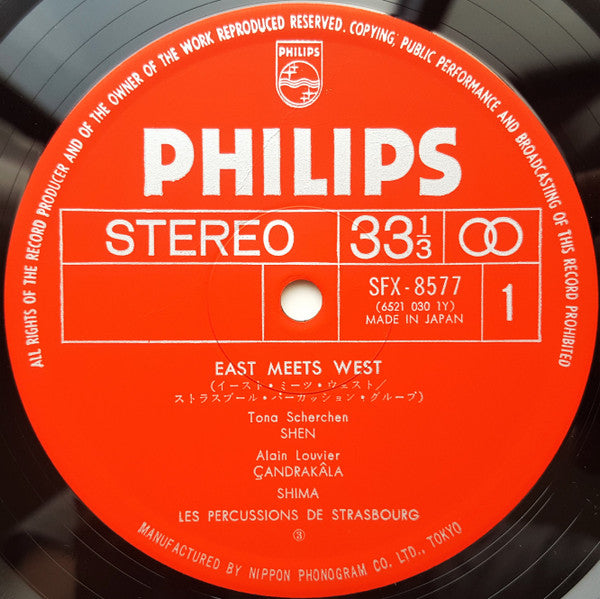 ALL RIGHTS OF THE RECORD PRODUCER AND OF THE OWNER OF THE WORK REPRODUCED RESERVED. COPYING, PUBLIC PERFORMANCE AND BROADCASTING OF THIS RECORD PROHIBITED
PHILIPS
PHILIPS
STEREO 33⅓
SFX-8577
(6521 030 1Y)
MADE IN JAPAN
1
EAST MEETS WEST
(イースト・ミーツ・ウェスト/
ストラスブール・パーカッション・グループ)
Tona Scherchen
SHEN
Alain Louvier
ÇANDRAKÂLA
SHIMA
LES PERCUSSIONS DE STRASBOURG
③
MANUFACTURED BY NIPPON PHONOGRAM CO. LTD., TOKYO